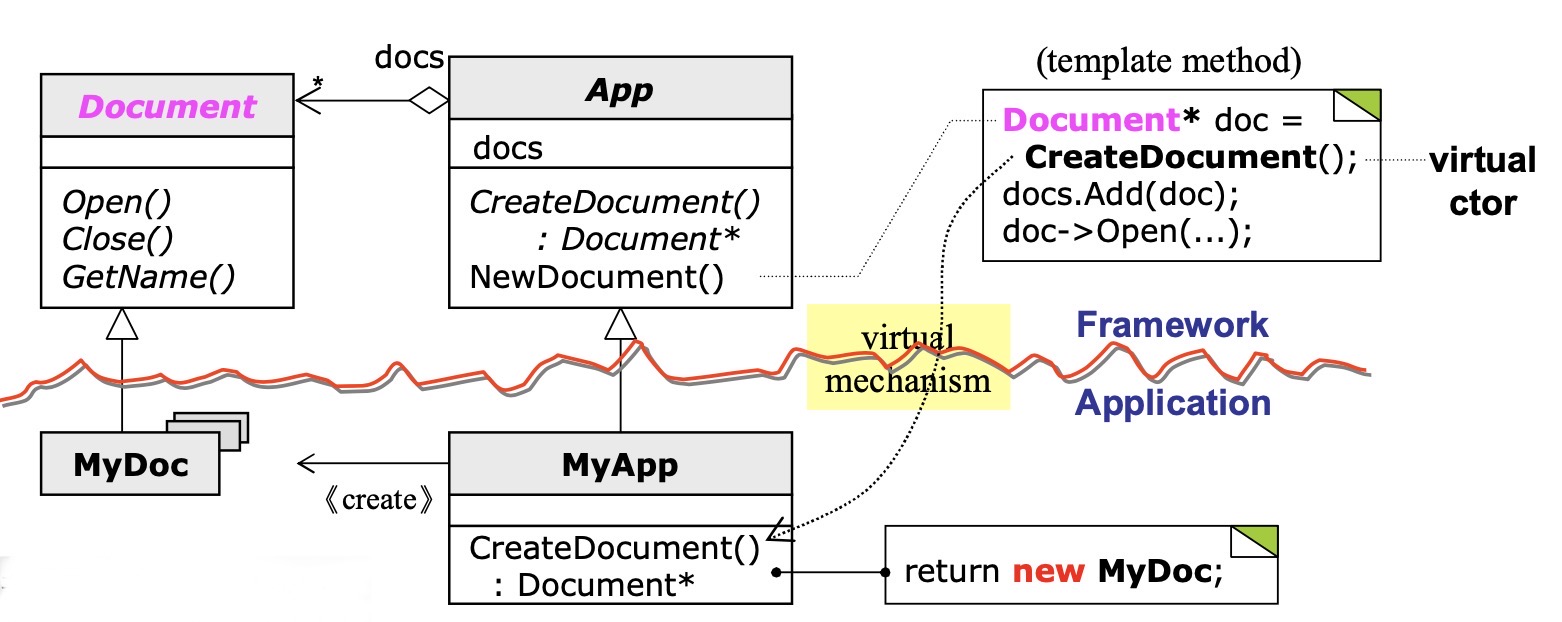 docs
*
Document
Open()
Close()
GetName()
App
docs
CreateDocument()
: Document*
NewDocument()
(template method)
Document* doc =
CreateDocument();
docs.Add(doc);
doc->Open(...);
virtual
ctor
virtual
mechanism
Framework
Application
MyDoc
《create》
MyApp
CreateDocument()
: Document*
return new MyDoc;